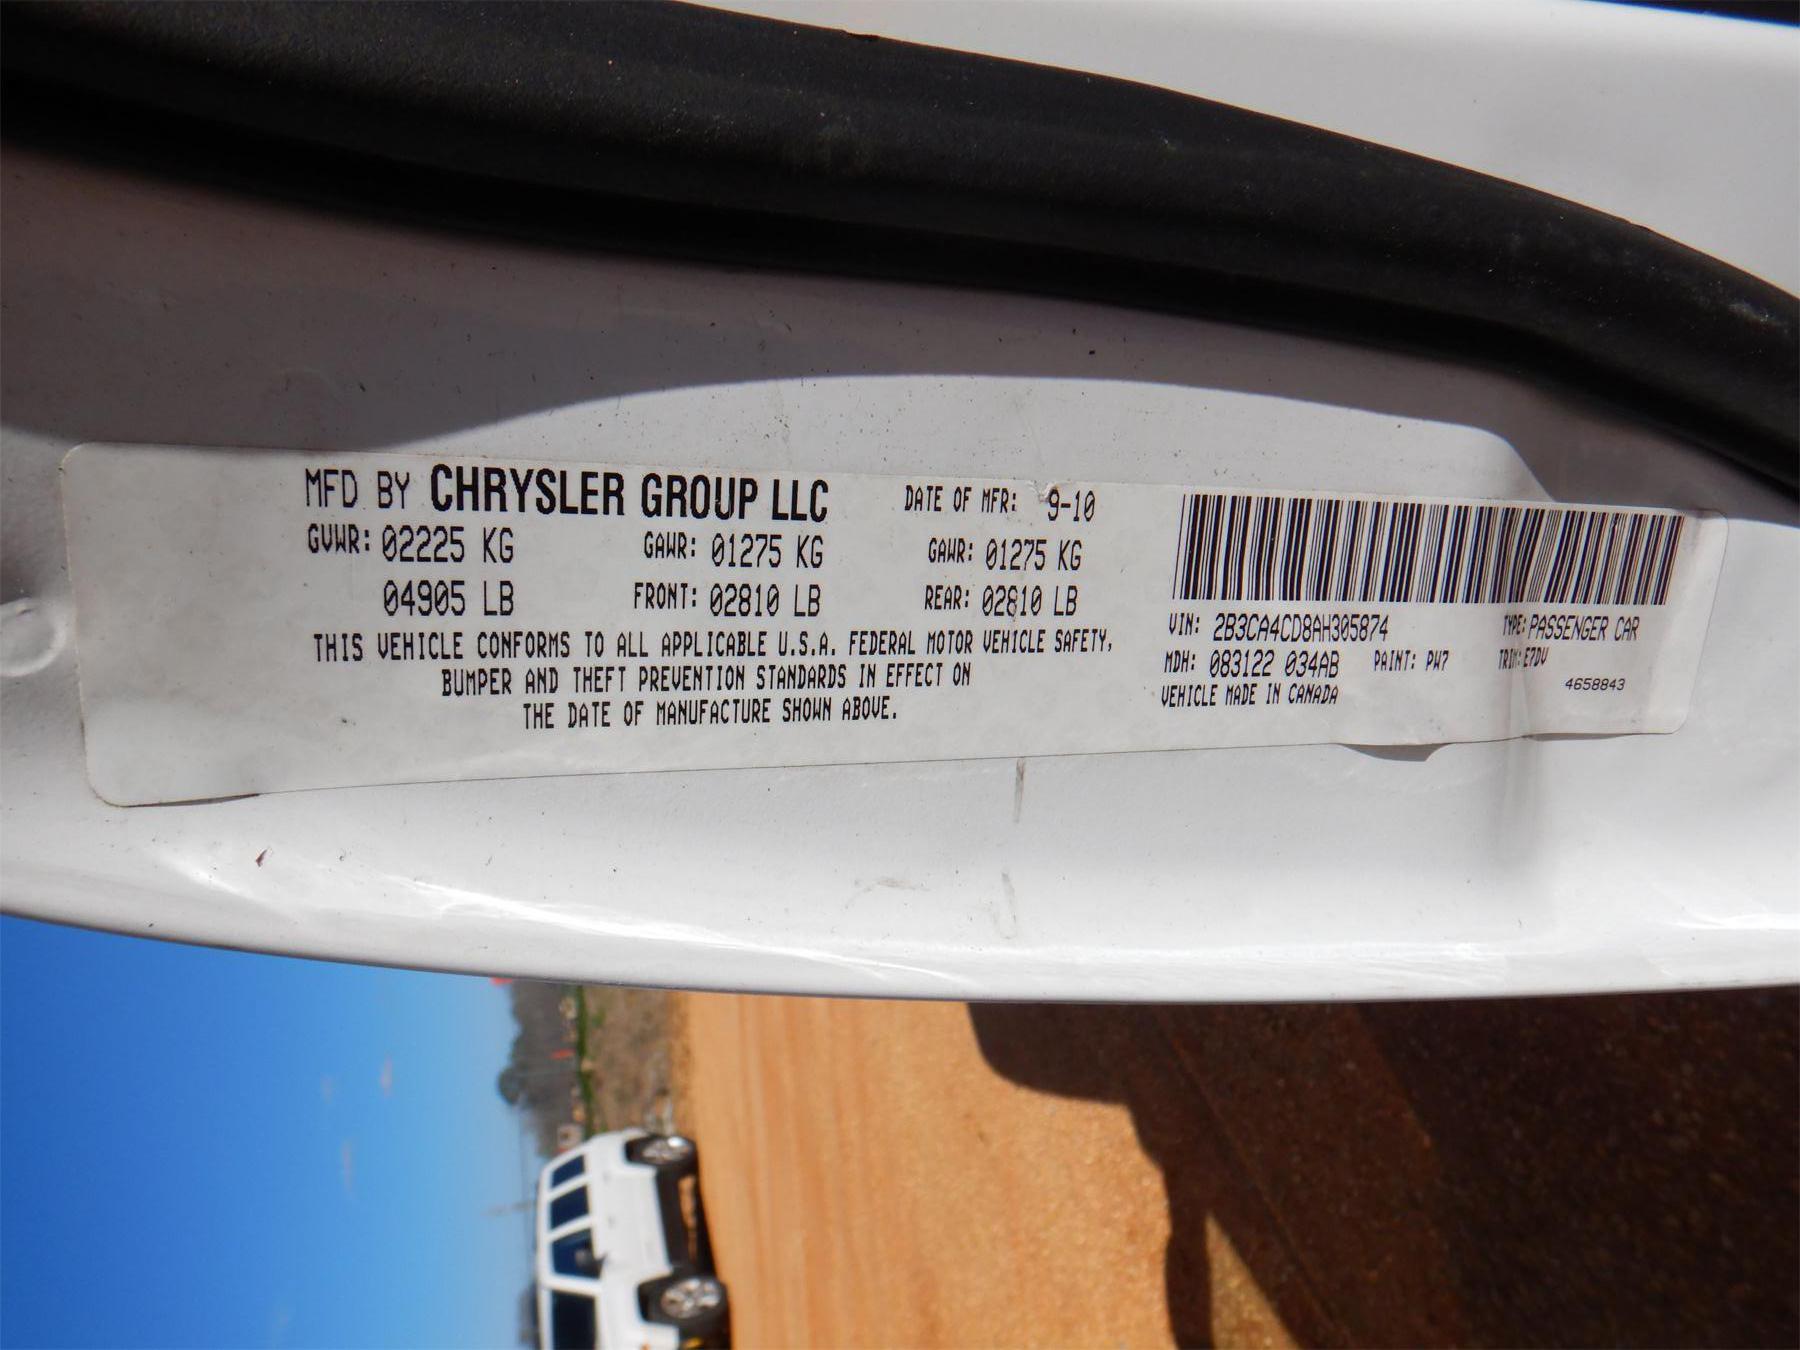 MFD BY CHRYSLER GROUP LLC DATE OF MFR: 9-10
GVWR: 02225 KG GAWR: 01275 KG GAWR: 01275 KG
04905 LB FRONT: 02810 LB REAR: 02810 LB
THIS VEHICLE CONFORMS TO ALL APPLICABLE U.S.A. FEDERAL MOTOR VEHICLE SAFETY,
BUMPER AND THEFT PREVENTION STANDARDS IN EFFECT ON
THE DATE OF MANUFACTURE SHOWN ABOVE.
VIN: 2B3CA4CD8AH305874 TYPE: PASSENGER CAR
MDH: 083122 034AB PAINT: PW7 TRIM: E7DV
VEHICLE MADE IN CANADA 4658843